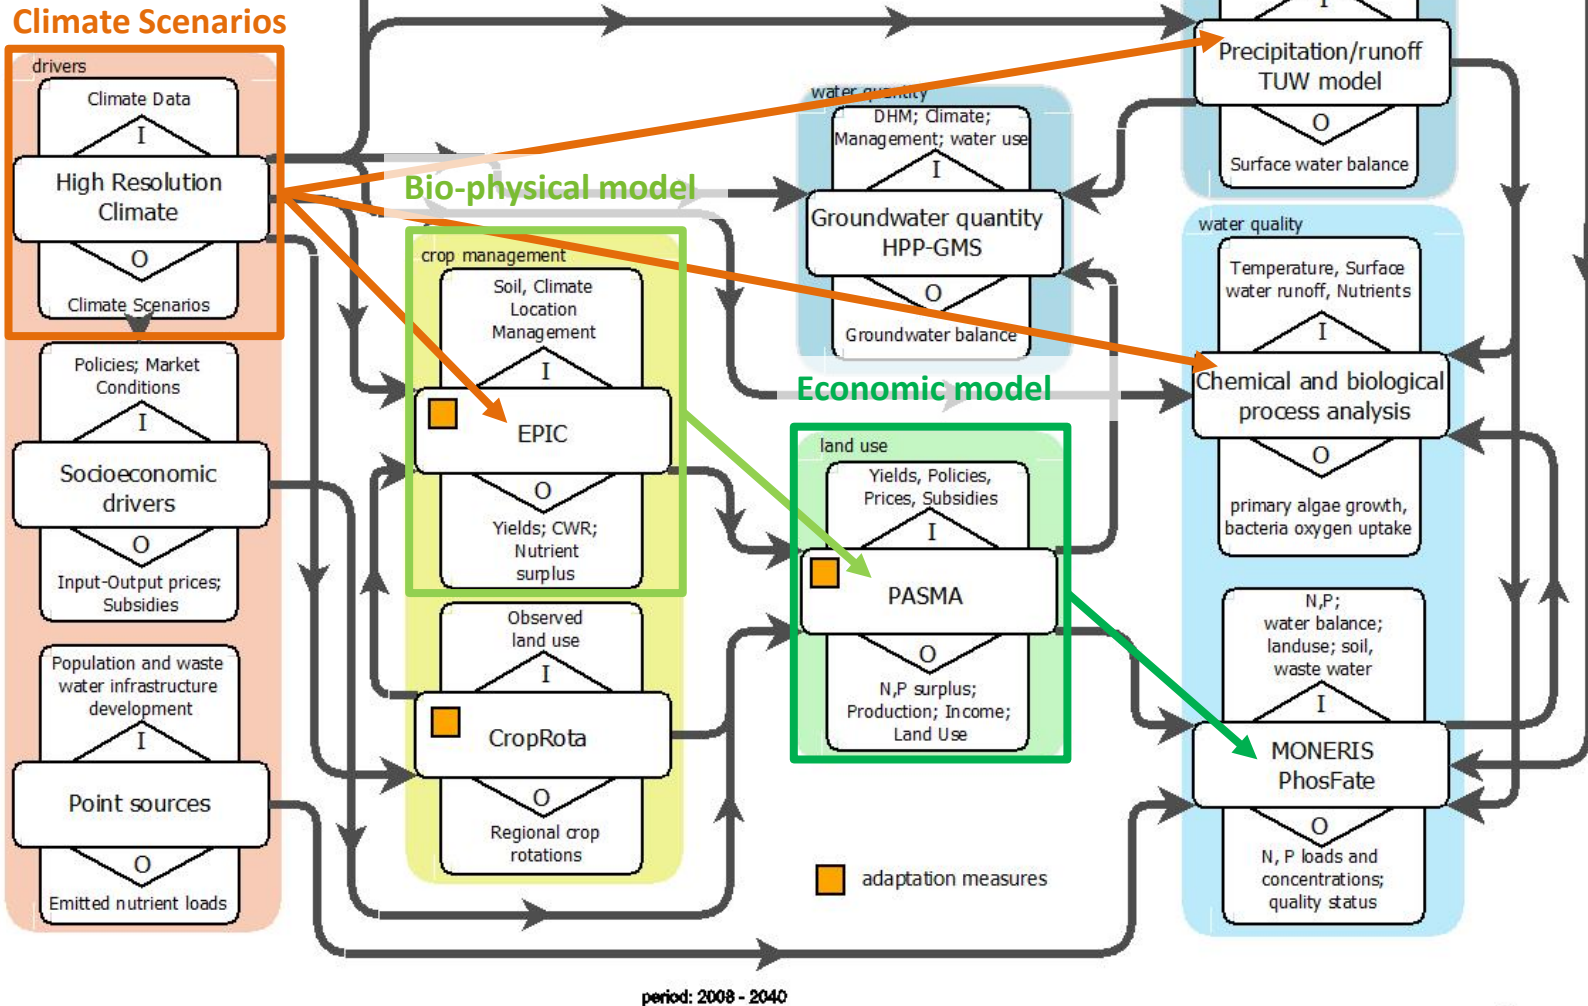 Climate Scenarios
drivers
Climate Data
I
High Resolution
Climate
O
Climate Scenarios
Policies; Market
Conditions
I
Socioeconomic
drivers
O
Input-Output prices;
Subsidies
Population and waste
water infrastructure
development
I
Point sources
O
Emitted nutrient loads
Bio-physical model
crop management
Soil, Climate
Location
Management
I
EPIC
O
Yields; CWR;
Nutrient
surplus
Observed
land use
I
CropRota
O
Regional crop
rotations
water quantity
DHM; Climate;
Management; water use
I
Groundwater quantity
HPP-GMS
O
Groundwater balance
Economic model
land use
Yields, Policies,
Prices, Subsidies
I
PASMA
O
N,P surplus;
Production; Income;
Land Use
adaptation measures
I
Precipitation/runoff
TUW model
O
Surface water balance
water quality
Temperature, Surface
water runoff, Nutrients
I
Chemical and biological
process analysis
O
primary algae growth,
bacteria oxygen uptake
N,P;
water balance;
landuse; soil,
waste water
I
MONERIS
PhosFate
O
N, P loads and
concentrations;
quality status
period: 2008 - 2040